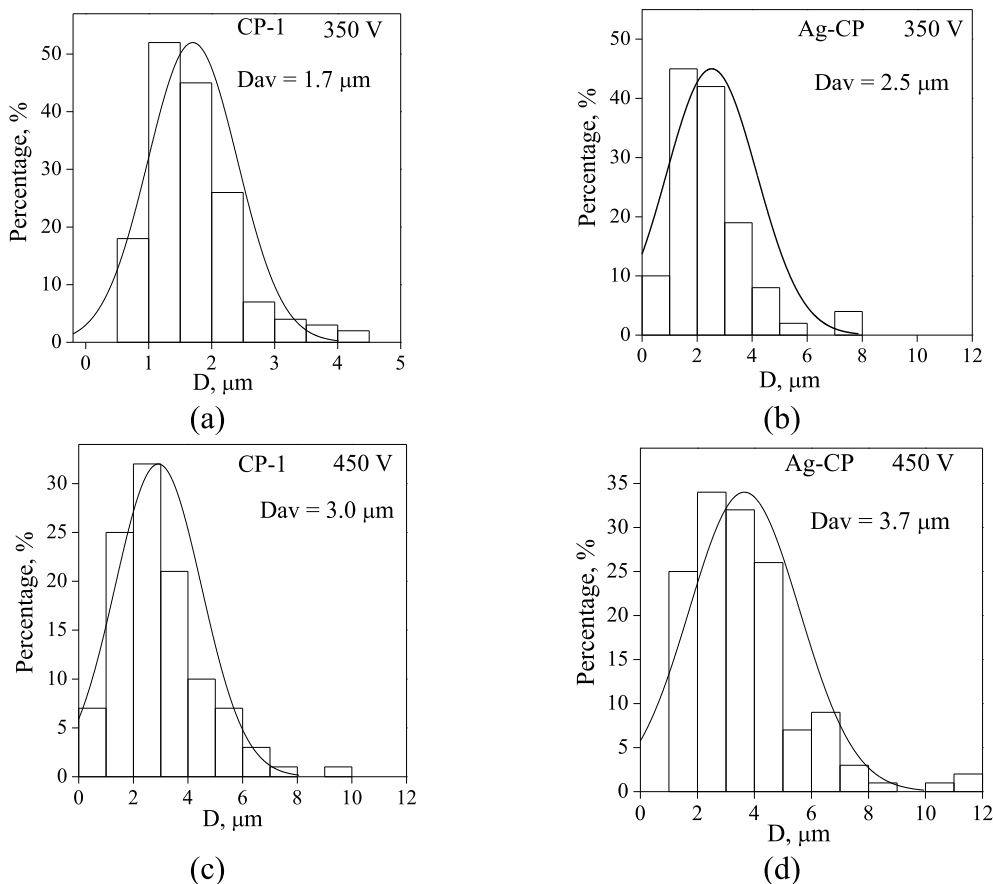 CP-1 350 V
Dav = 1.7 μm
Percentage, %
50
40
30
20
10
0
0 1 2 3 4 5
D, μm
(a)
Ag-CP 350 V
Dav = 2.5 μm
Percentage, %
50
40
30
20
10
0
0 2 4 6 8 10 12
D, μm
(b)
CP-1 450 V
Dav = 3.0 μm
Percentage, %
30
25
20
15
10
5
0
0 2 4 6 8 10 12
D, μm
(c)
Ag-CP 450 V
Dav = 3.7 μm
Percentage, %
35
30
25
20
15
10
5
0
0 2 4 6 8 10 12
D, μm
(d)